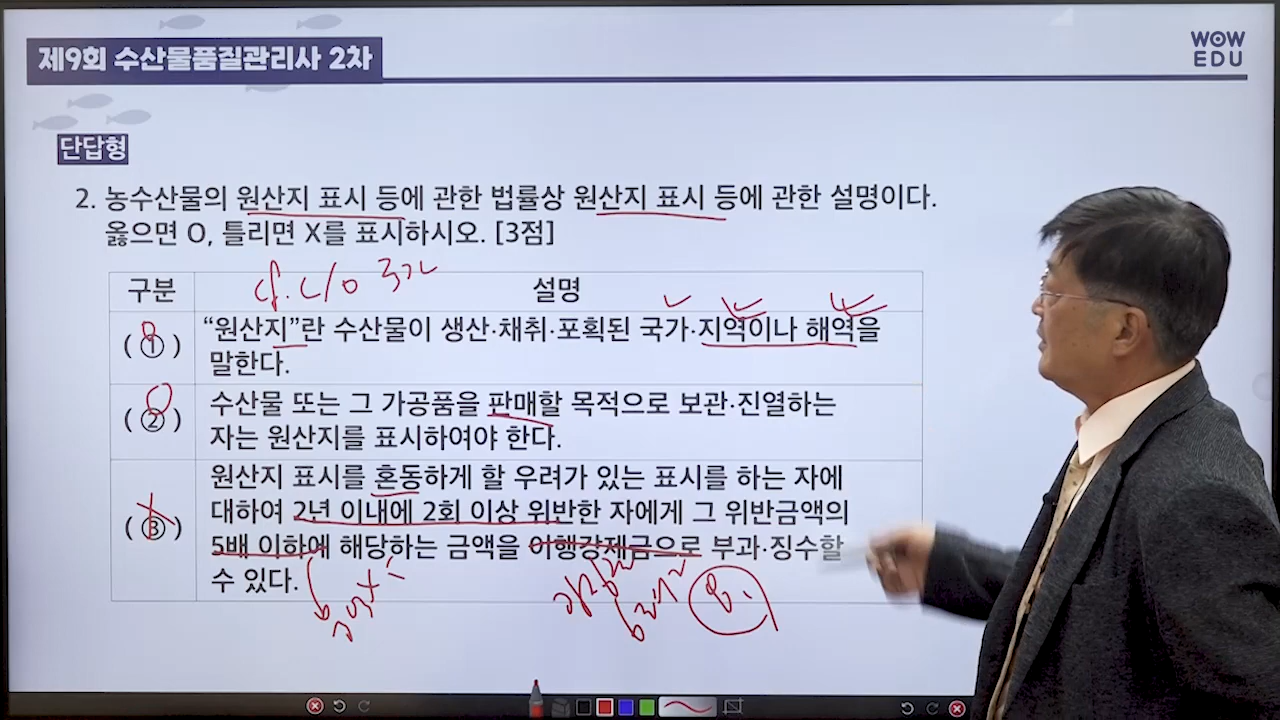 제9회 수산물품질관리사 2차
WOW
EDU
단답형
2. 농수산물의 원산지 표시 등에 관한 법률상 원산지 표시 등에 관한 설명이다.
옳으면 O, 틀리면 X를 표시하시오. [3점]
구분 설명
( ① ) “원산지”란 수산물이 생산·채취·포획된 국가·지역이나 해역을
말한다.
( ② ) 수산물 또는 그 가공품을 판매할 목적으로 보관·진열하는
자는 원산지를 표시하여야 한다.
원산지 표시를 혼동하게 할 우려가 있는 표시를 하는 자에
( ③ ) 대하여 2년 이내에 2회 이상 위반한 자에게 그 위반금액의
5배 이하에 해당하는 금액을 이행강제금으로 부과·징수할
수 있다.